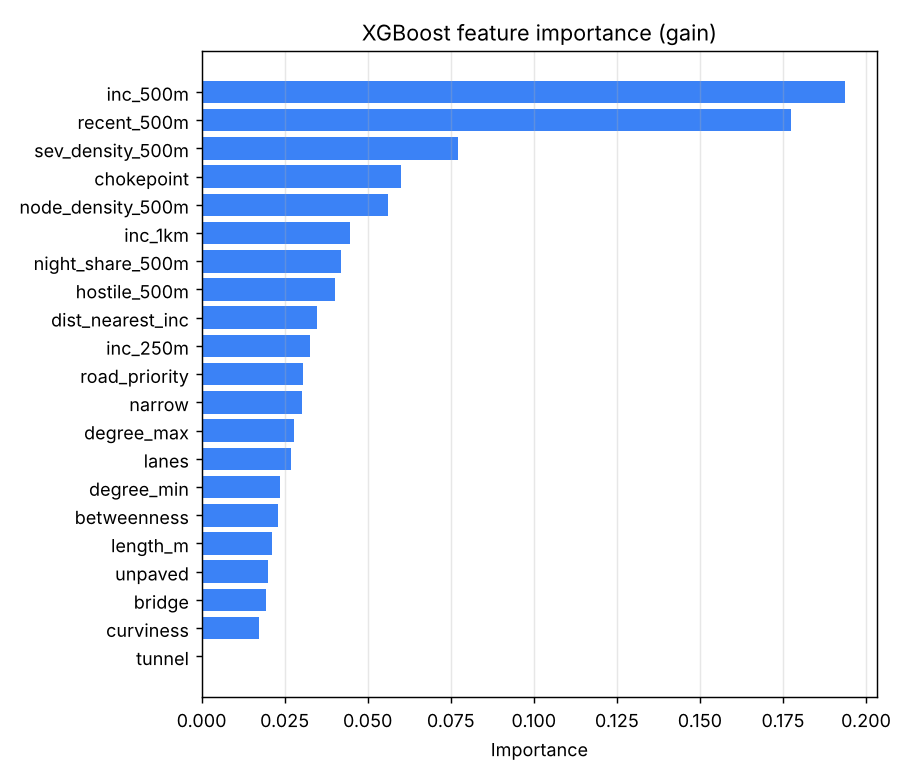 XGBoost feature importance (gain)
inc_500m
recent_500m
sev_density_500m
chokepoint
node_density_500m
inc_1km
night_share_500m
hostile_500m
dist_nearest_inc
inc_250m
road_priority
narrow
degree_max
lanes
degree_min
betweenness
length_m
unpaved
bridge
curviness
tunnel
0.000 0.025 0.050 0.075 0.100 0.125 0.150 0.175 0.200
Importance